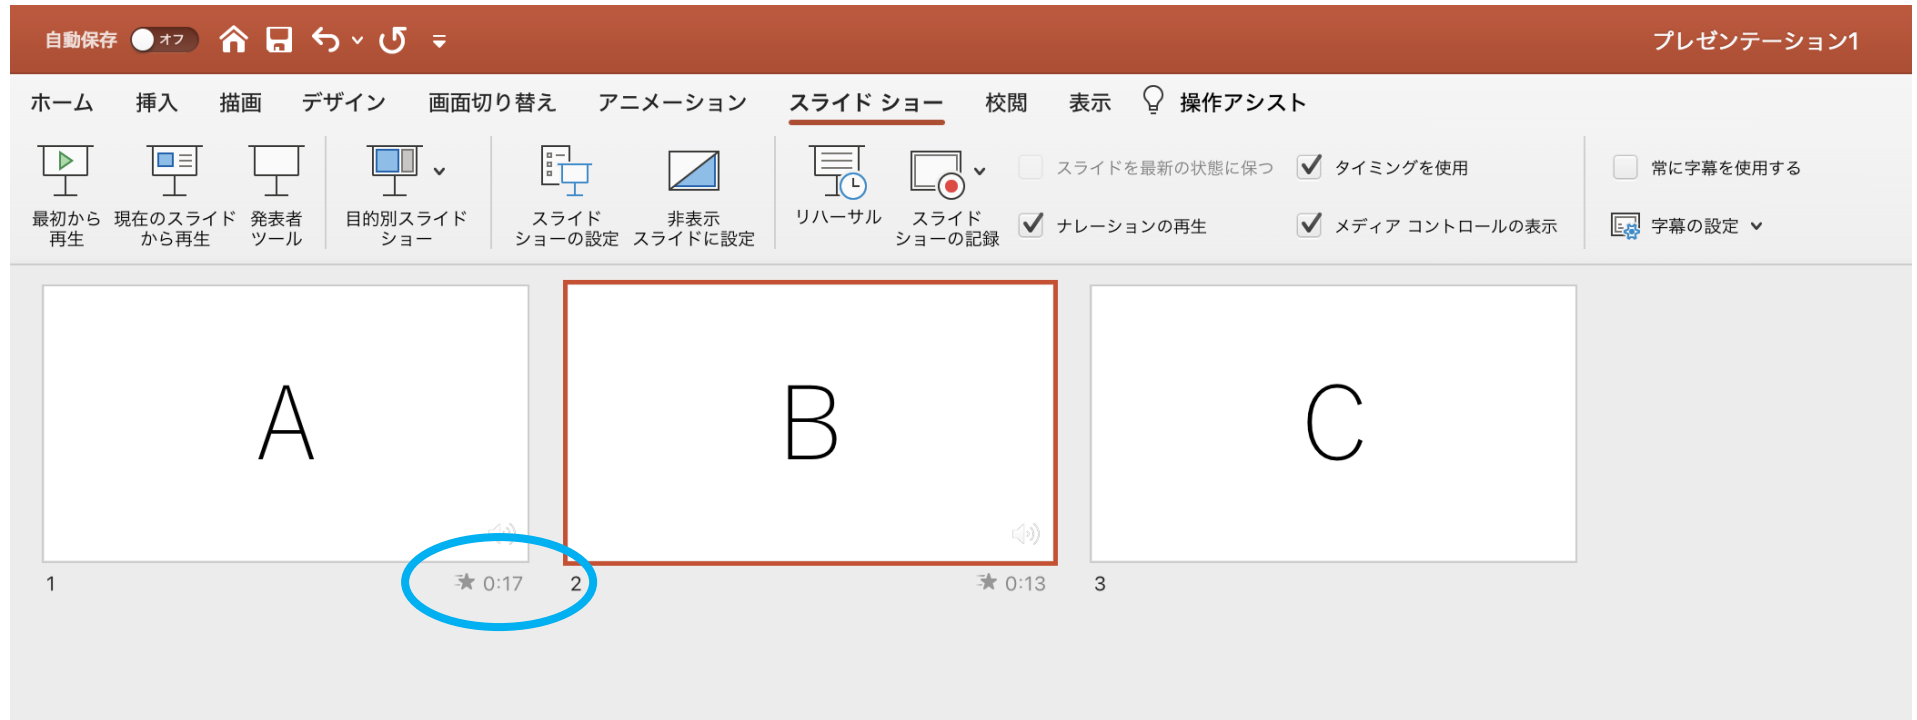 自動保存 オフ プレゼンテーション1
ホーム 挿入 描画 デザイン 画面切り替え アニメーション スライド ショー 校閲 表示 操作アシスト
最初から
再生
現在のスライド
から再生
発表者
ツール
目的別スライド
ショー
スライド
ショーの設定
非表示
スライドに設定
リハーサル
スライド
ショーの記録
スライドを最新の状態に保つ
ナレーションの再生
タイミングを使用
メディア コントロールの表示
常に字幕を使用する
字幕の設定
A
B
C
1 0:17
2 0:13
3